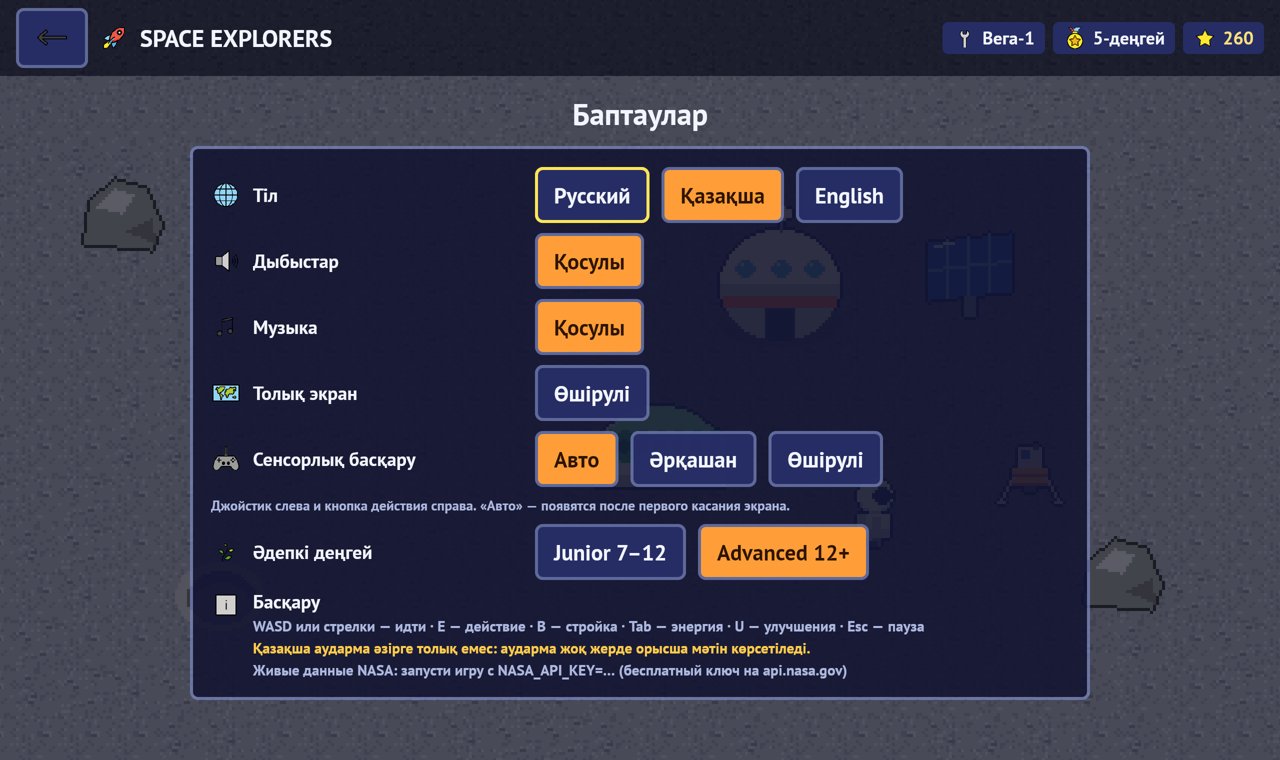 SPACE EXPLORERS
Вега-1
5-деңгей
260
Баптаулар
Тіл
Русский
Қазақша
English
Дыбыстар
Қосулы
Музыка
Қосулы
Толық экран
Өшірулі
Сенсорлық басқару
Авто
Әрқашан
Өшірулі
Джойстик слева и кнопка действия справа. «Авто» — появятся после первого касания экрана.
Әдепкі деңгей
Junior 7–12
Advanced 12+
Басқару
WASD или стрелки — идти · E — действие · B — стройка · Tab — энергия · U — улучшения · Esc — пауза
Қазақша аударма әзірге толық емес: аударма жоқ жерде орысша мәтін көрсетіледі.
Живые данные NASA: запусти игру с NASA_API_KEY=... (бесплатный ключ на api.nasa.gov)